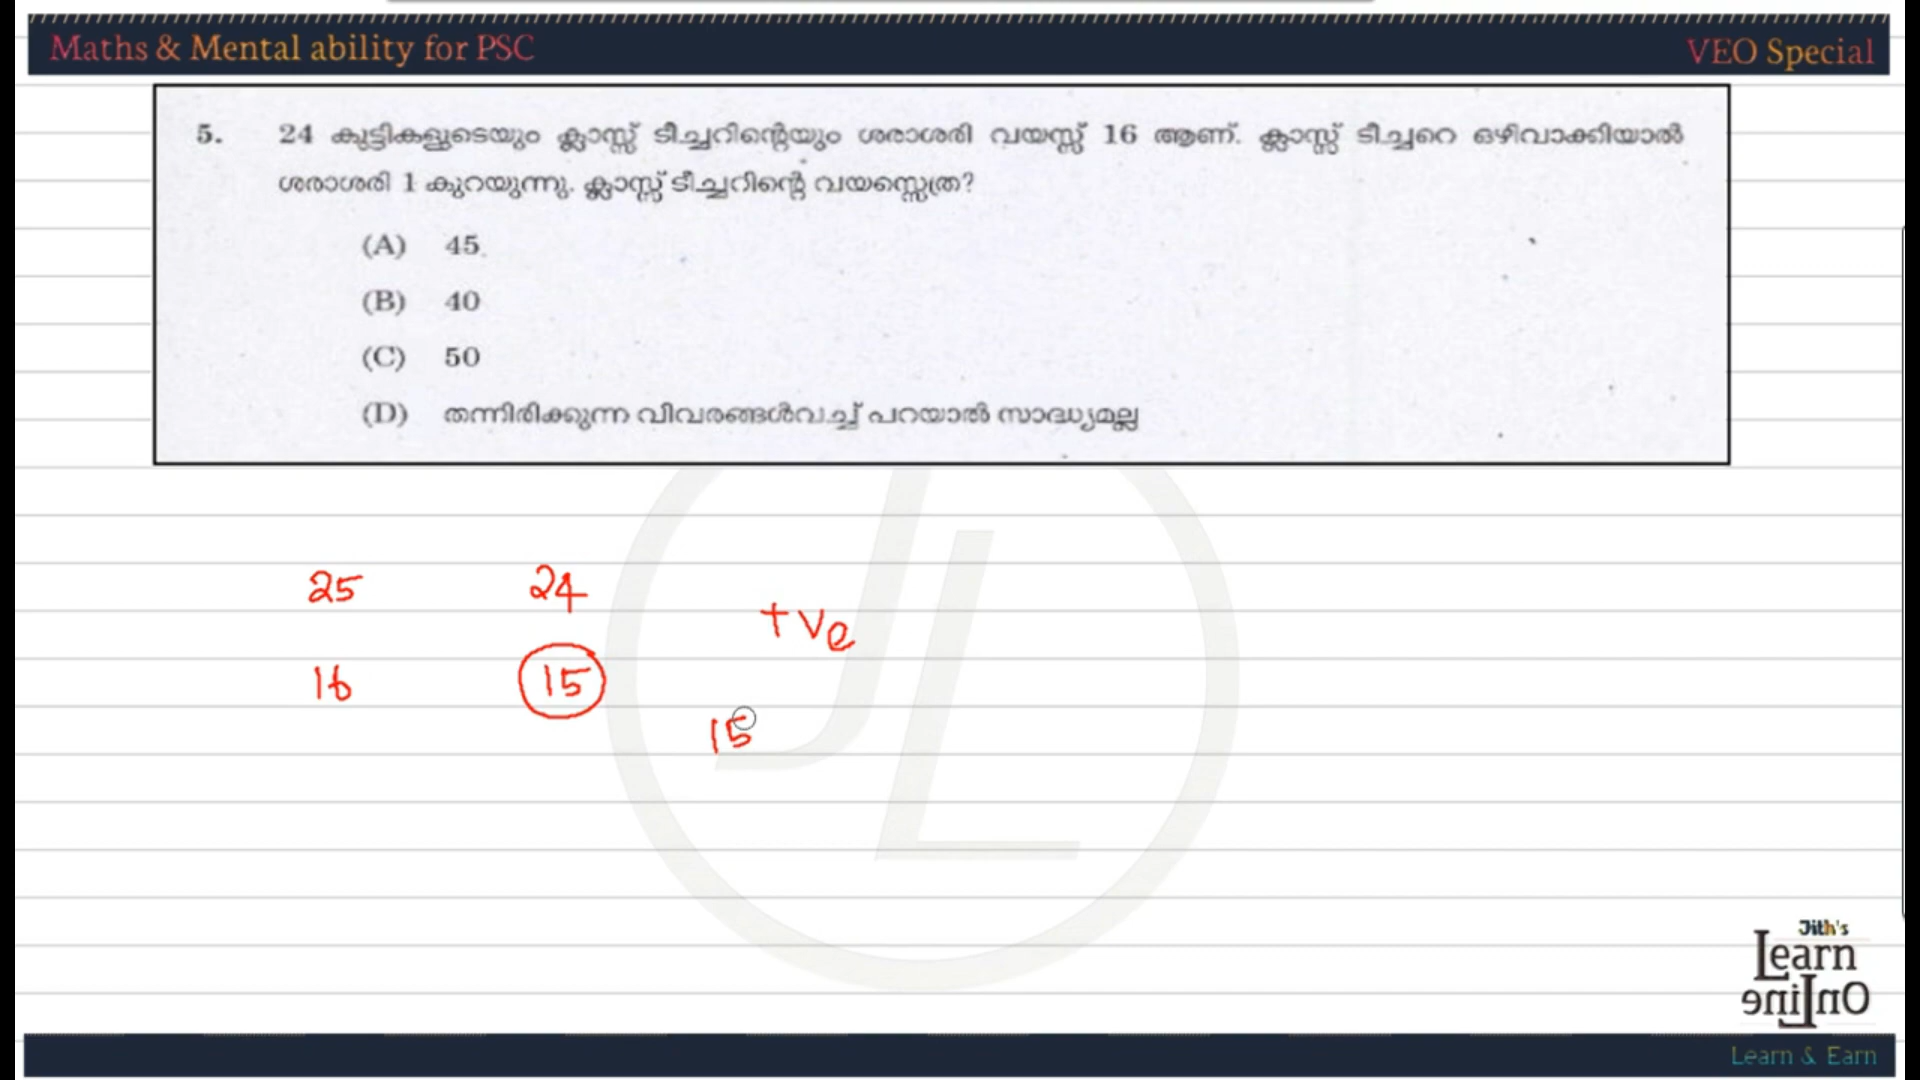 Maths & Mental ability for PSC
VEO Special
5. 24 കുട്ടികളുടെയും ക്ലാസ്സ് ടീച്ചറിന്റെയും ശരാശരി വയസ്സ് 16 ആണ്. ക്ലാസ്സ് ടീച്ചറെ ഒഴിവാക്കിയാൽ
ശരാശരി 1 കുറയുന്നു. ക്ലാസ്സ് ടീച്ചറിന്റെ വയസ്സെത്ര?
(A) 45
(B) 40
(C) 50
(D) തന്നിരിക്കുന്ന വിവരങ്ങൾവച്ച് പറയാൽ സാദ്ധ്യമല്ല
25 24
+ve
16 15
15
JL
Jith's
Learn
OnLine
Learn & Earn